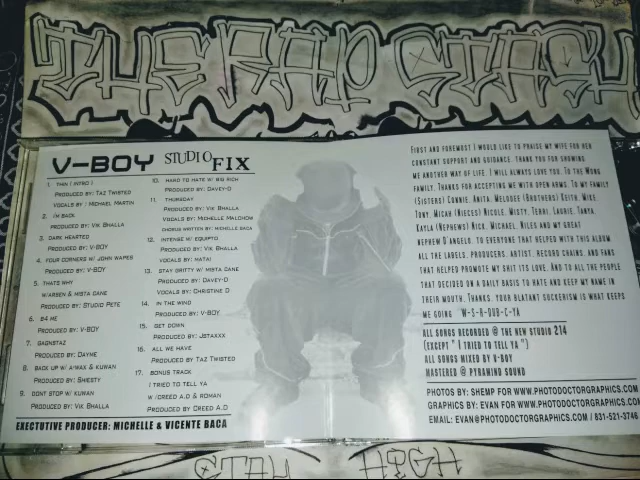 THE RAP STASH
V-BOY STUDIO FIX
1. THIN ( INTRO )
PRODUCED BY: TAZ TWISTED
VOCALS BY : MICHAEL MARTIN
2. I'M BACK
PRODUCED BY: VIK BHALLA
3. DARK HEARTED
PRODUCED BY: V-BOY
4. FOUR CORNERS W/ JOHN WAPES
PRODUCED BY: V-BOY
5. THATS WHY
W/ARSEN & MISTA DANE
PRODUCED BY: STUDIO PETE
6. B4 ME
PRODUCED BY: V-BOY
7. GAGNSTAZ
PRODUCED BY: DAYME
8. BACK UP W/ A-WAX & KUWAN
PRODUCED BY: SHEISTY
9. DONT STOP W/ KUWAN
PRODUCED BY: VIK BHALLA
10. HARD TO HATE W/ BIG RICH
PRODUCED BY: DAVEY-D
11. THURSDAY
PRODUCED BY: VIK BHALLA
VOCALS BY: MICHELLE MALCHOW
CHORUS WRITTEN BY: MICHELLE BACA
12. INTENSE W/ EQUIPTO
PRODUCED BY: VIK BHALLA
VOCALS BY: MATAI
13. STAY GRITTY W/ MISTA DANE
PRODUCED BY: DAVEY-D
VOCALS BY: CHRISTINE D
14. IN THE WIND
PRODUCED BY: V-BOY
15. GET DOWN
PRODUCED BY: JSTAXXX
16. ALL WE HAVE
PRODUCED BY TAZ TWISTED
17. BONUS TRACK
I TRIED TO TELL YA
W/ CREED A.D & ROMAN
PRODUCED BY CREED A.D
EXECTUTIVE PRODUCER: MICHELLE & VICENTE BACA
FIRST AND FOREMOST I WOULD LIKE TO PRAISE MY WIFE FOR HER
CONSTANT SUPPORT AND GUIDANCE. THANK YOU FOR SHOWING
ME ANOTHER WAY OF LIFE. I WILL ALWAYS LOVE YOU. TO THE WONG
FAMILY, THANKS FOR ACCEPTING ME WITH OPEN ARMS. TO MY FAMILY
(SISTERS) CONNIE, ANITA, MELODEE (BROTHERS) KEITH, MIKE,
TONY, MICAH (NIECES) NICOLE, MISTY, TERRI, LAURIE, TANYA,
KAYLA (NEPHEWS) NICK, MICHAEL, NILES AND MY GREAT
NEPHEW D'ANGELO. TO EVERYONE THAT HELPED WITH THIS ALBUM
ALL THE LABELS, PRODUCERS, ARTIST, RECORD CHAINS, AND FANS
THAT HELPED PROMOTE MY SHIT ITS LOVE. AND TO ALL THE PEOPLE
THAT DECIDED ON A DAILY BASIS TO HATE AND KEEP MY NAME IN
THEIR MOUTH, THANKS. YOUR BLATANT SUCKERISM IS WHAT KEEPS
ME GOING "W-S-R-DUB-C-YA
ALL SONGS RECORDED @ THE NEW STUDIO 214
(EXCEPT " I TRIED TO TELL YA ")
ALL SONGS MIXED BY V-BOY
MASTERED @ PYRAMIND SOUND
PHOTOS BY: SHEMP FOR WWW.PHOTODOCTORGRAPHICS.COM
GRAPHICS BY: EVAN FOR WWW.PHOTODOCTORGRAPHICS.COM
EMAIL: EVAN@PHOTODOCTORGRAPHICS.COM / 831-521-3746
STAY HIGH